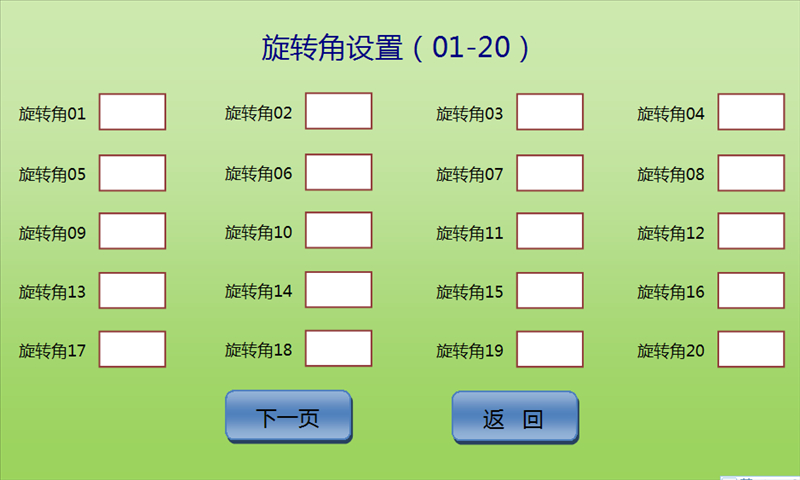 旋转角设置（01-20）
旋转角01 旋转角02 旋转角03 旋转角04
旋转角05 旋转角06 旋转角07 旋转角08
旋转角09 旋转角10 旋转角11 旋转角12
旋转角13 旋转角14 旋转角15 旋转角16
旋转角17 旋转角18 旋转角19 旋转角20
下一页 返 回